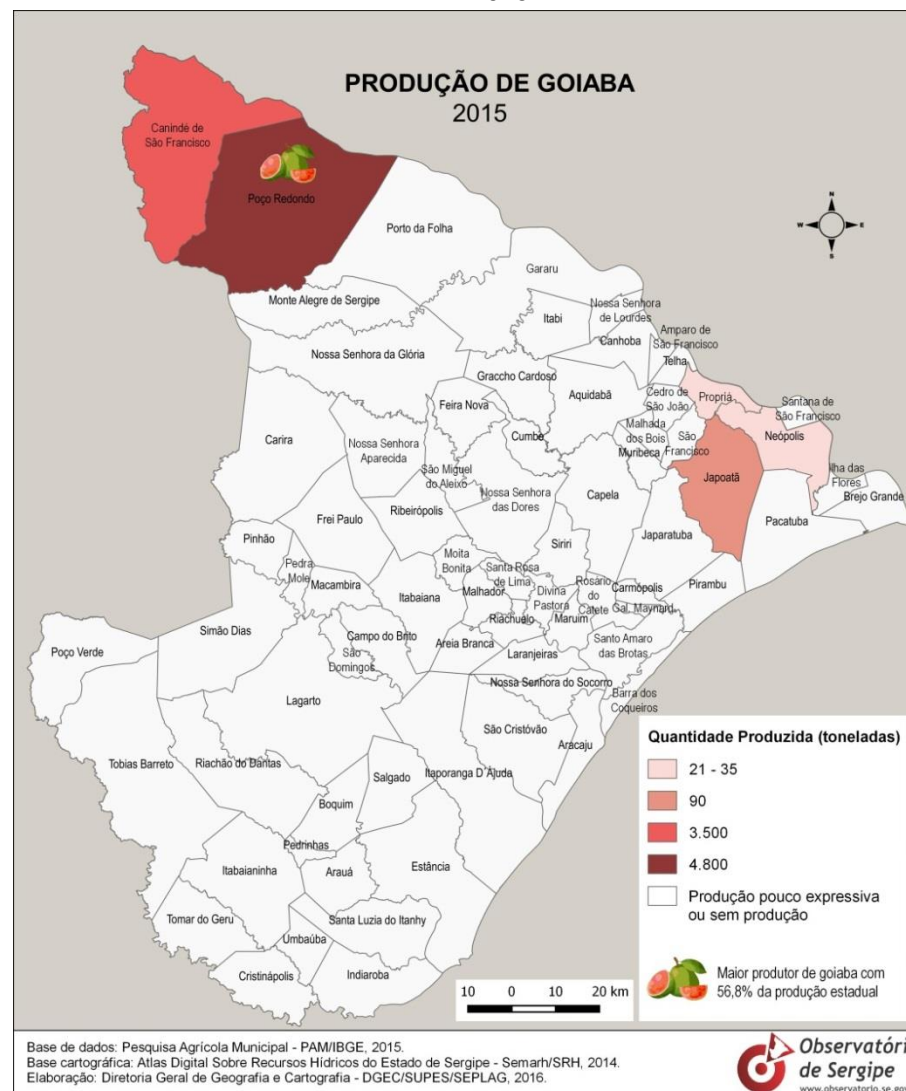 PRODUÇÃO DE GOIABA
2015
Canindé de
São Francisco
Poço Redondo
Porto da Folha
N
W
E
S
Gararu
Monte Alegre de Sergipe
Nossa Senhora
de Lourdes
Itabi
Canhoba
Amparo de
São Francisco
Telha
Nossa Senhora da Glória
Graccho Cardoso
Aquidabã
Cedro de
São João
Propriá
Santana de
São Francisco
Feira Nova
Neópolis
Carira
Nossa Senhora
Aparecida
Cumbe
Malhada
dos Bois
Muribeca
São
Francisco
São Miguel
do Aleixo
Japoatã
Ilha das
Flores
Brejo Grande
Nossa Senhora
das Dores
Capela
Ribeirópolis
Frei Paulo
Pacatuba
Pinhão
Siriri
Japaratuba
Pedra
Mole
Moita
Bonita
Santa Rosa
de Lima
Macambira
Itabaiana
Malhador
Divina
Pastora
Rosário
do
Catete
Carmópolis
Pirambu
Gal. Maynard
Riachuelo
Maruim
Simão Dias
Campo do Brito
Areia Branca
Santo Amaro
das Brotas
Poço Verde
São
Domingos
Laranjeiras
Nossa Senhora do Socorro
Barra dos
Coqueiros
Lagarto
São Cristóvão
Aracaju
Tobias Barreto
Riachão do Dantas
Salgado
Itaporanga D´Ajuda
Boquim
Pedrinhas
Itabaianinha
Arauá
Estância
Tomar do Geru
Santa Luzia do Itanhy
Umbaúba
Cristinápolis
Indiaroba
Quantidade Produzida (toneladas)
21 - 35
90
3.500
4.800
Produção pouco expressiva
ou sem produção
Maior produtor de goiaba com
56,8% da produção estadual
10 0 10 20 km
Base de dados: Pesquisa Agrícola Municipal - PAM/IBGE, 2015.
Base cartográfica: Atlas Digital Sobre Recursos Hídricos do Estado de Sergipe - Semarh/SRH, 2014.
Elaboração: Diretoria Geral de Geografia e Cartografia - DGEC/SUPES/SEPLAG, 2016.
Observatóri
de Sergipe
www.observatorio.se.gov